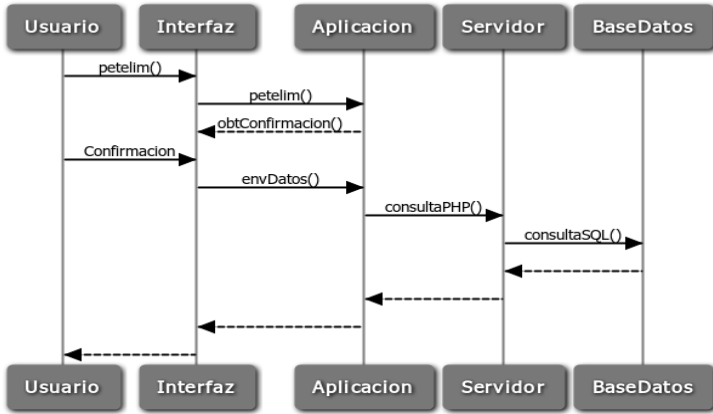 Usuario Interfaz Aplicacion Servidor BaseDatos
petelim()
petelim()
obtConfirmacion()
Confirmacion
envDatos()
consultaPHP()
consultaSQL()
Usuario Interfaz Aplicacion Servidor BaseDatos